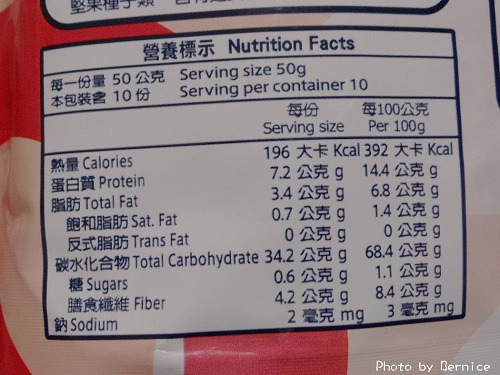 堅果種子類
營養標示 Nutrition Facts
每一份量 50 公克 Serving size 50g
本包裝含 10 份 Serving per container 10
每份 每100公克
Serving size Per 100g
熱量 Calories 196 大卡 Kcal 392 大卡 Kcal
蛋白質 Protein 7.2 公克 g 14.4 公克 g
脂肪 Total Fat 3.4 公克 g 6.8 公克 g
飽和脂肪 Sat. Fat 0.7 公克 g 1.4 公克 g
反式脂肪 Trans Fat 0 公克 g 0 公克 g
碳水化合物 Total Carbohydrate 34.2 公克 g 68.4 公克 g
糖 Sugars 0.6 公克 g 1.1 公克 g
膳食纖維 Fiber 4.2 公克 g 8.4 公克 g
鈉 Sodium 2 毫克 mg 3 毫克 mg
Photo by Bernice